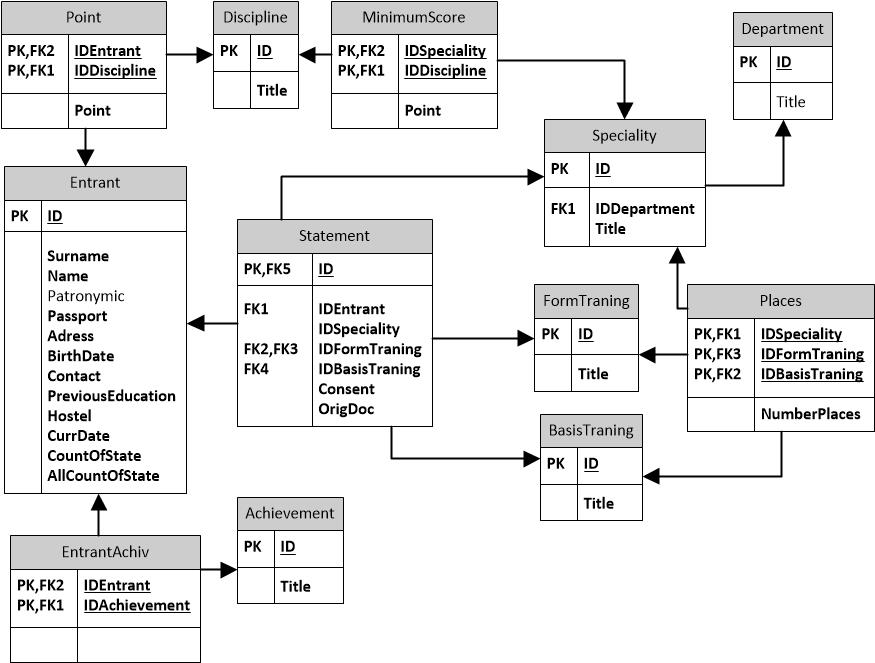 Point
PK,FK2 IDEntrant
PK,FK1 IDDiscipline
Point
Discipline
PK ID
Title
MinimumScore
PK,FK2 IDSpeciality
PK,FK1 IDDiscipline
Point
Department
PK ID
Title
Speciality
PK ID
FK1 IDDepartment
Title
Entrant
PK ID
Surname
Name
Patronymic
Passport
Adress
BirthDate
Contact
PreviousEducation
Hostel
CurrDate
CountOfState
AllCountOfState
Statement
PK,FK5 ID
FK1 IDEntrant
IDSpeciality
FK2,FK3 IDFormTraning
FK4 IDBasisTraning
Consent
OrigDoc
FormTraning
PK ID
Title
Places
PK,FK1 IDSpeciality
PK,FK3 IDFormTraning
PK,FK2 IDBasisTraning
NumberPlaces
BasisTraning
PK ID
Title
EntrantAchiv
PK,FK2 IDEntrant
PK,FK1 IDAchievement
Achievement
PK ID
Title